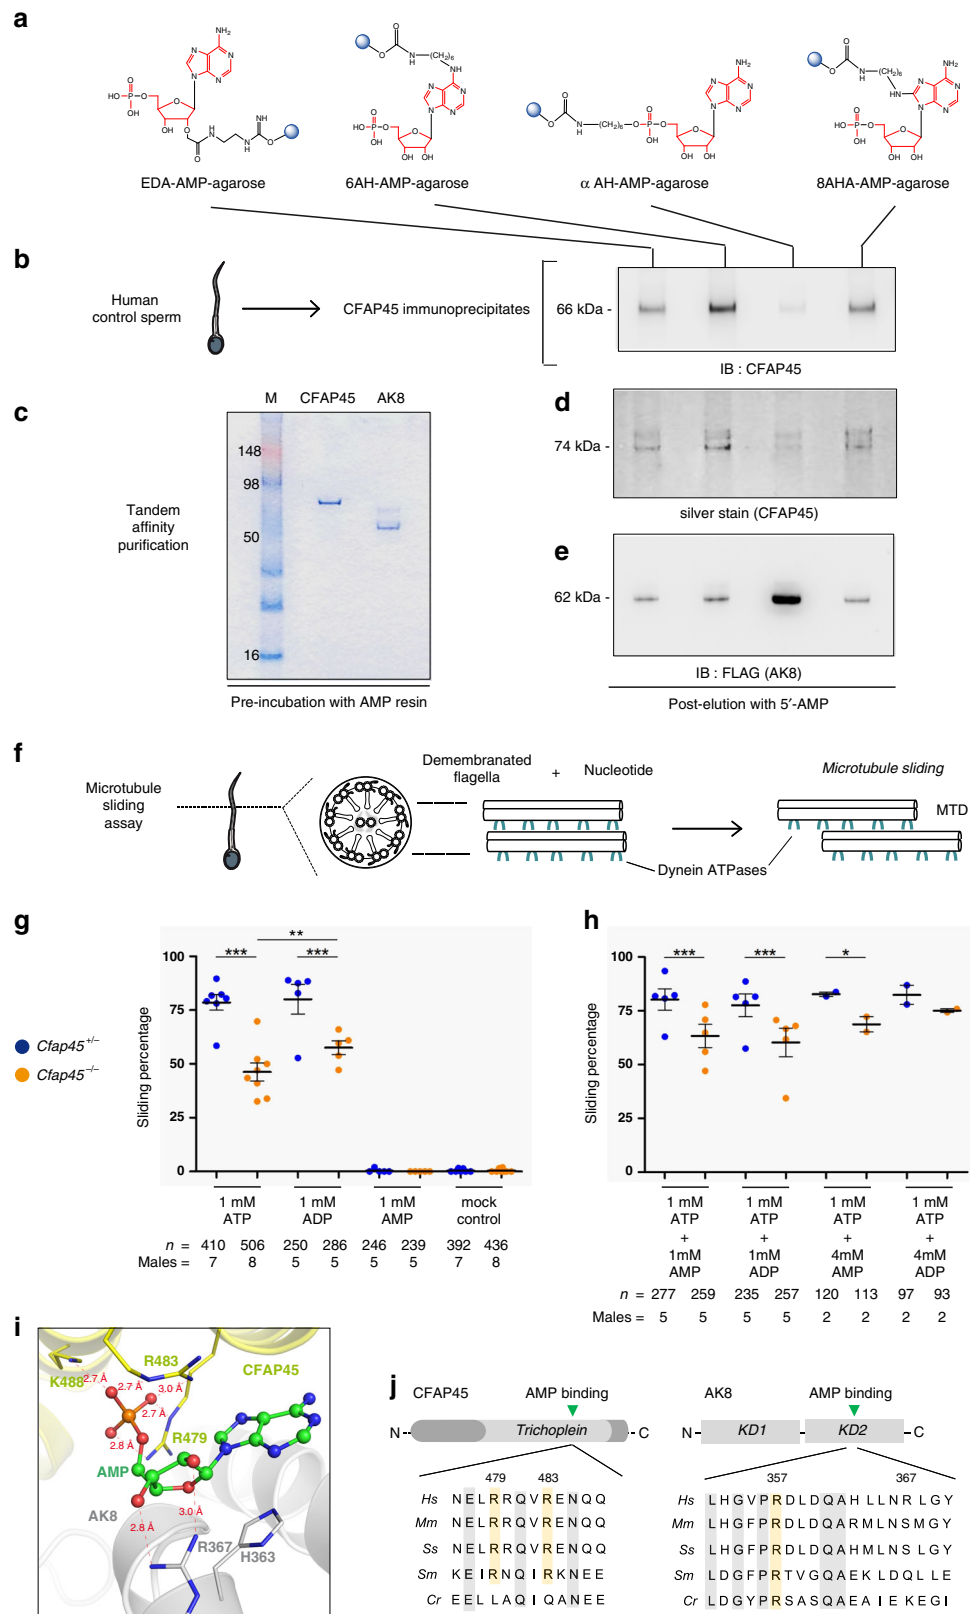 a
NH2
N
N
N
N
O
HO-P-O
OH
OH
O
O
N
H
NH
N
H
O
EDA-AMP-agarose
O
O
N
H
(CH2)6
NH
N
N
N
N
O
HO-P-O
OH
O
OH OH
6AH-AMP-agarose
O
O
N
H
(CH2)6
O-P-O
O
OH
NH2
N
N
N
N
O
OH OH
α AH-AMP-agarose
O
O
N
H
(CH2)6
HN
NH2
N
N
N
N
O
HO-P-O
OH
O
OH OH
8AHA-AMP-agarose
b
Human
control sperm
CFAP45 immunoprecipitates
66 kDa -
IB : CFAP45
c
M CFAP45 AK8
148
98
50
16
Tandem
affinity
purification
Pre-incubation with AMP resin
d
74 kDa -
silver stain (CFAP45)
e
62 kDa -
IB : FLAG (AK8)
Post-elution with 5′-AMP
f
Microtubule
sliding
assay
Demembranated
flagella
+
Nucleotide
Microtubule sliding
MTD
Dynein ATPases
g
Cfap45+/–
Cfap45–/–
Sliding percentage
100
75
50
25
0
***
**
***
1 mM
ATP
1 mM
ADP
1 mM
AMP
mock
control
n = 410 506 250 286 246 239 392 436
Males = 7 8 5 5 5 5 7 8
h
Sliding percentage
100
75
50
25
0
***
***
*
1 mM
ATP
+
1mM
AMP
1 mM
ATP
+
1mM
ADP
1 mM
ATP
+
4mM
AMP
1 mM
ATP
+
4mM
ADP
n = 277 259 235 257 120 113 97 93
Males = 5 5 5 5 2 2 2 2
i
K488
R483
CFAP45
2.7 Å
2.7 Å
3.0 Å
2.7 Å
2.8 Å
R479
AMP
AK8
3.0 Å
2.8 Å
R367
H363
j
CFAP45
AMP binding
N
Trichoplein
C
479 483
Hs N E L R R Q V R E N Q Q
Mm N E L R R Q V R E N Q Q
Ss N E L R R Q V R E N Q Q
Sm K E I R N Q I R K N E E
Cr E E L L A Q I Q A N E E
AK8
AMP binding
N
KD1
KD2
C
357 367
Hs L H G V P R D L D Q A H L L N R L G Y
Mm L H G F P R D L D Q A R M L N S M G Y
Ss L H G F P R D L D Q A H M L N S L G Y
Sm L D G F P R T V G Q A E K L D Q L L E
Cr L D G Y P R S A S Q A E A I E K E G I